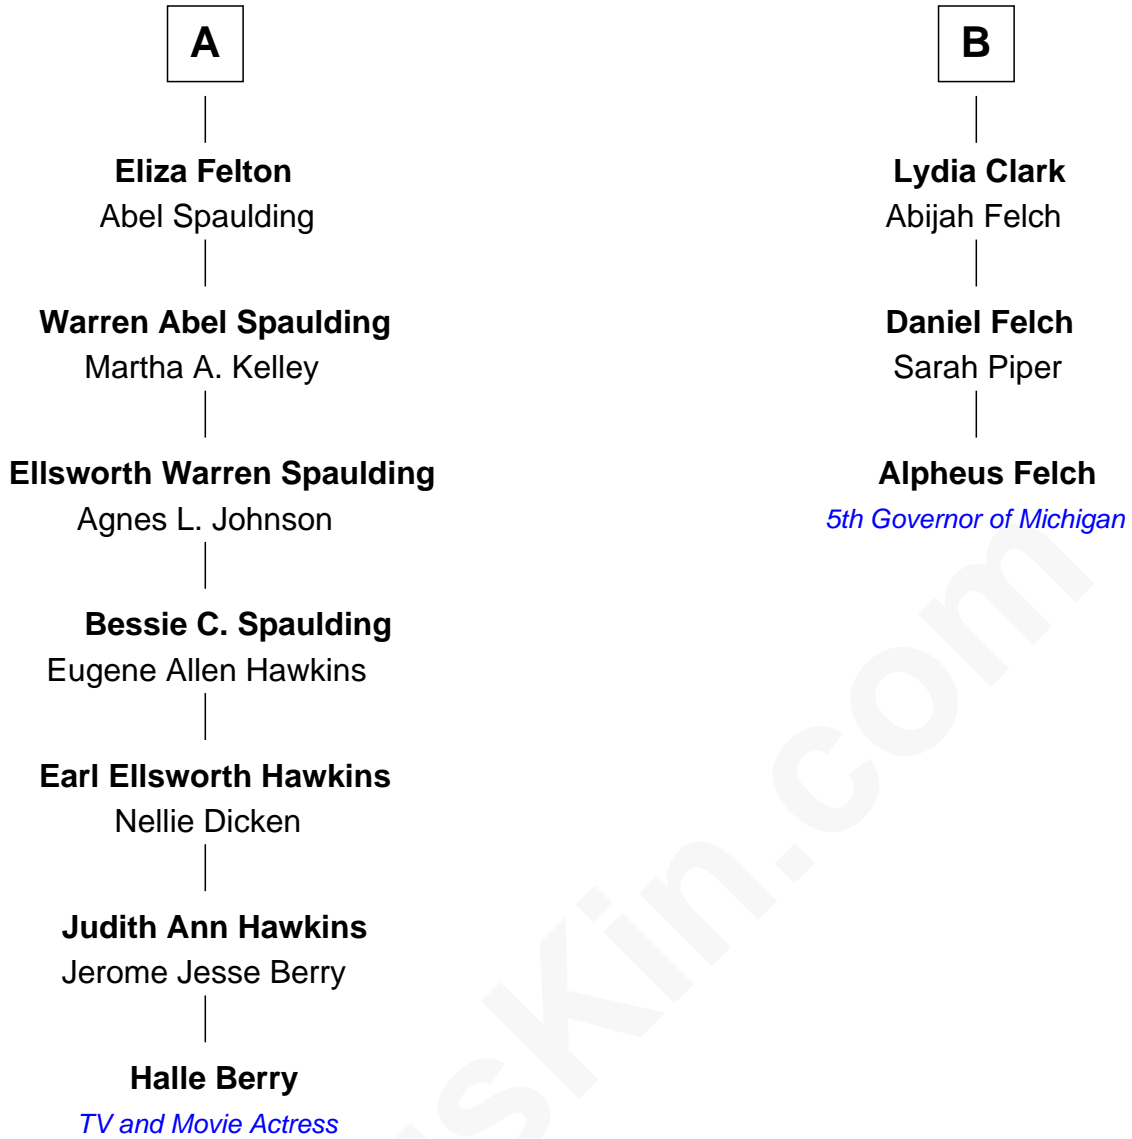 A
Eliza Felton
Abel Spaulding
Warren Abel Spaulding
Martha A. Kelley
Ellsworth Warren Spaulding
Agnes L. Johnson
Bessie C. Spaulding
Eugene Allen Hawkins
Earl Ellsworth Hawkins
Nellie Dicken
Judith Ann Hawkins
Jerome Jesse Berry
Halle Berry
TV and Movie Actress
B
Lydia Clark
Abijah Felch
Daniel Felch
Sarah Piper
Alpheus Felch
5th Governor of Michigan
usKin.com